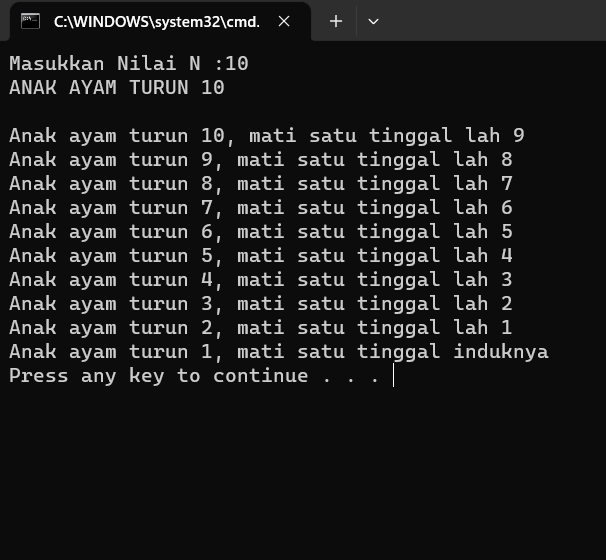 C:\WINDOWS\system32\cmd.
Masukkan Nilai N :10
ANAK AYAM TURUN 10
Anak ayam turun 10, mati satu tinggal lah 9
Anak ayam turun 9, mati satu tinggal lah 8
Anak ayam turun 8, mati satu tinggal lah 7
Anak ayam turun 7, mati satu tinggal lah 6
Anak ayam turun 6, mati satu tinggal lah 5
Anak ayam turun 5, mati satu tinggal lah 4
Anak ayam turun 4, mati satu tinggal lah 3
Anak ayam turun 3, mati satu tinggal lah 2
Anak ayam turun 2, mati satu tinggal lah 1
Anak ayam turun 1, mati satu tinggal induknya
Press any key to continue . . .